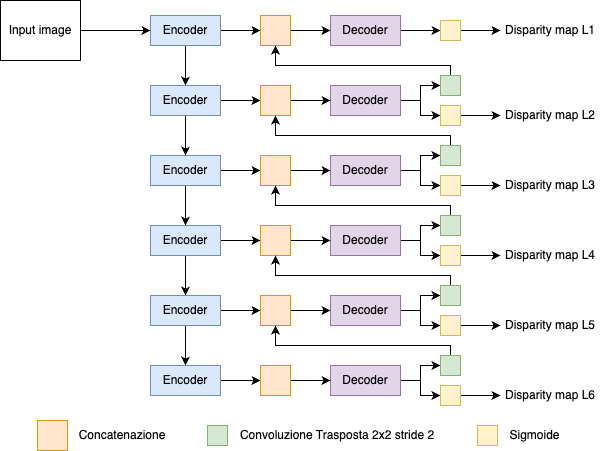 Input image
Encoder
Decoder
Disparity map L1
Encoder
Decoder
Disparity map L2
Encoder
Decoder
Disparity map L3
Encoder
Decoder
Disparity map L4
Encoder
Decoder
Disparity map L5
Encoder
Decoder
Disparity map L6
Concatenazione
Convoluzione Trasposta 2x2 stride 2
Sigmoide